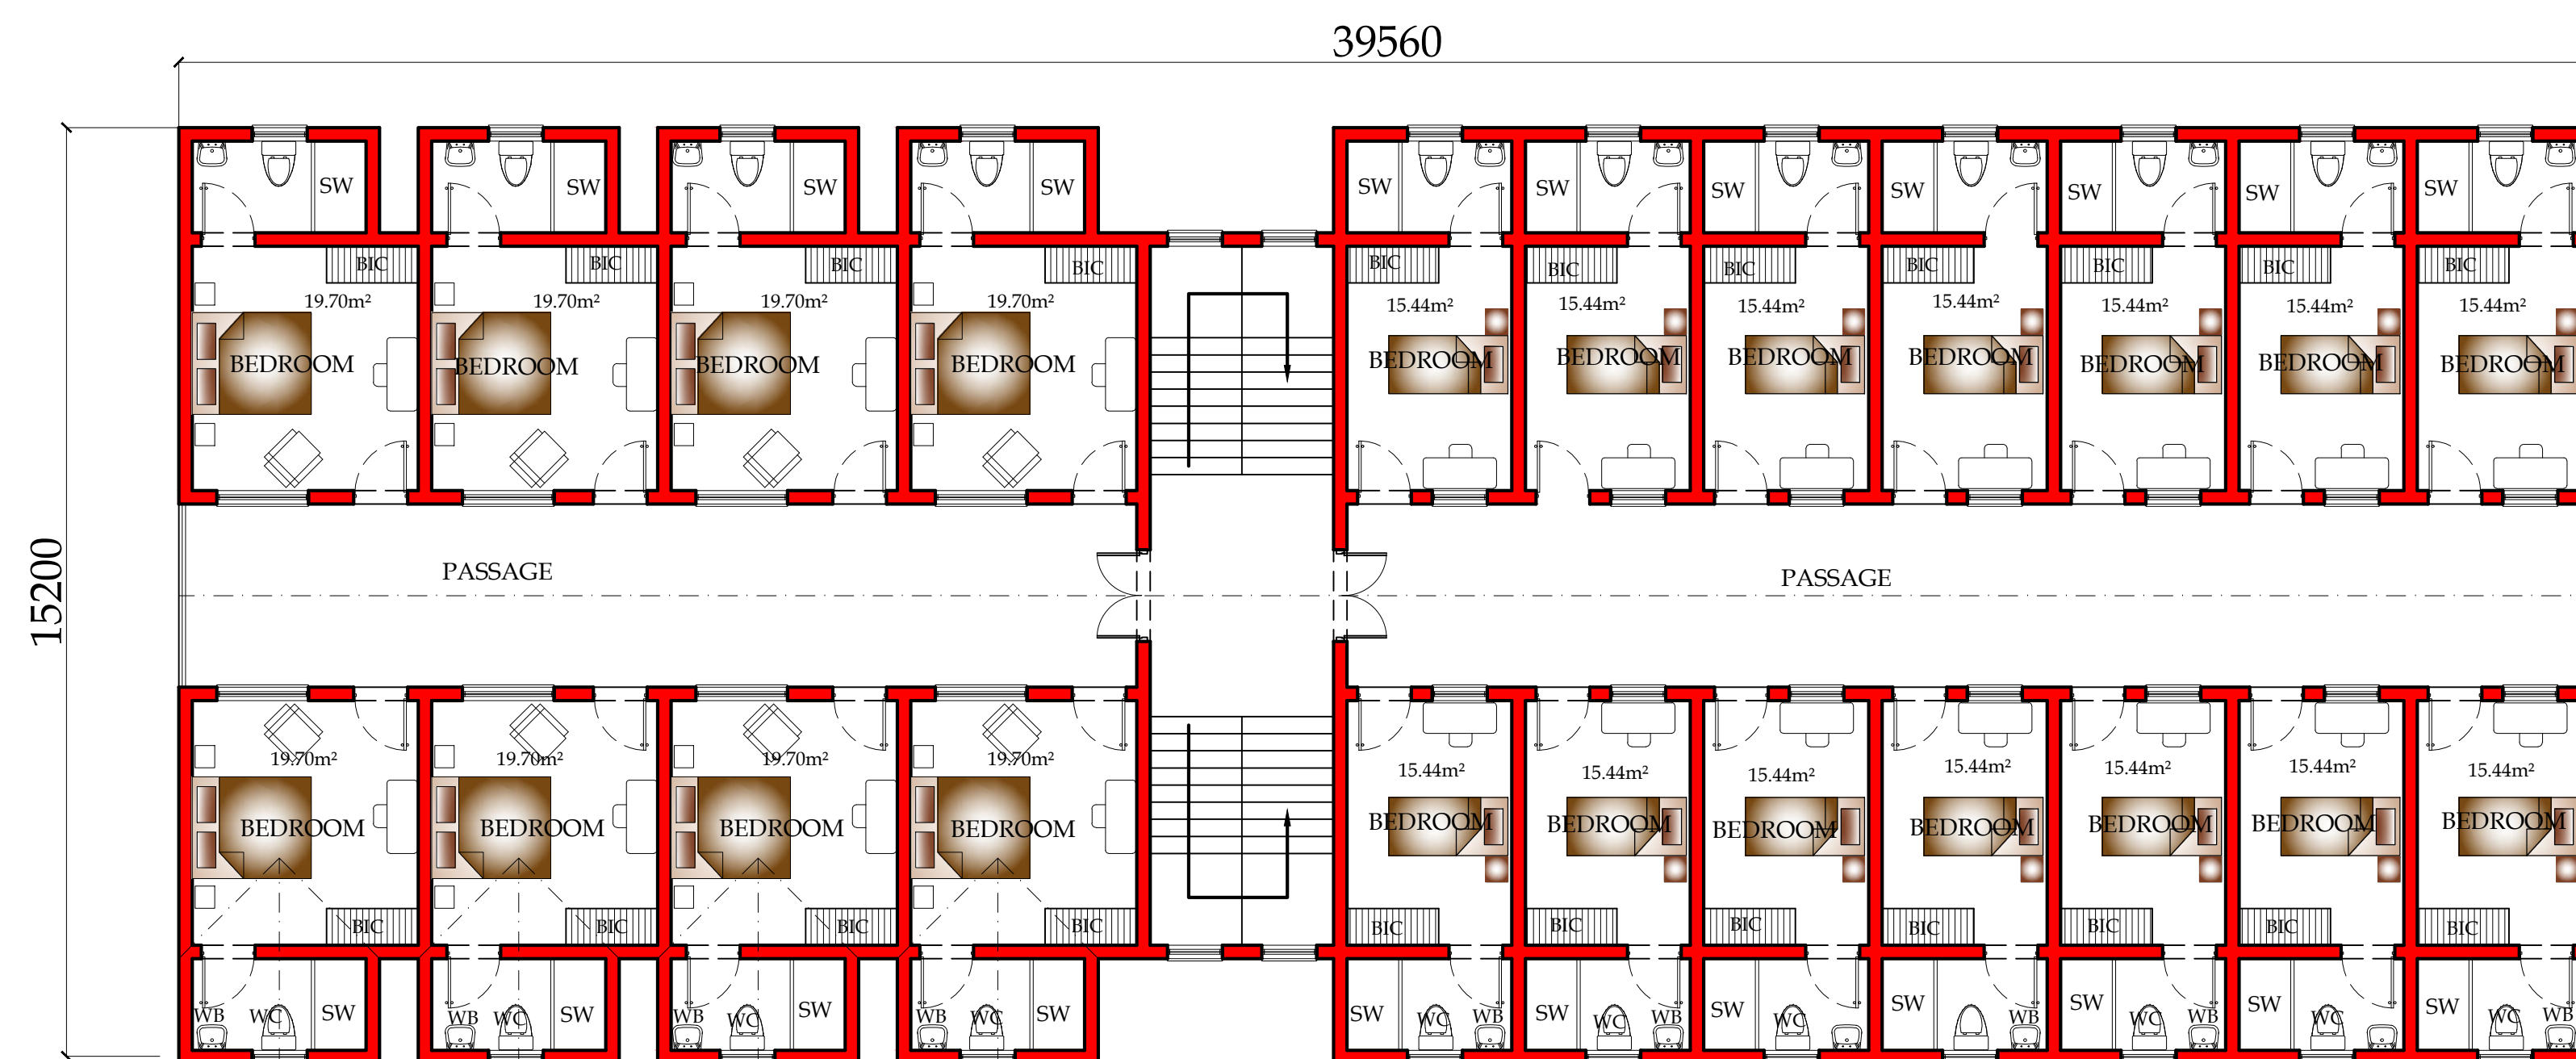 39560
SW SW SW SW SW SW SW SW SW SW SW
BIC BIC BIC BIC BIC BIC BIC BIC BIC BIC BIC
19.70m² 19.70m² 19.70m² 19.70m² 15.44m² 15.44m² 15.44m² 15.44m² 15.44m² 15.44m² 15.44m²
BEDROOM BEDROOM BEDROOM BEDROOM BEDROOM BEDROOM BEDROOM BEDROOM BEDROOM BEDROOM BEDROOM
15200
PASSAGE PASSAGE
19.70m² 19.70m² 19.70m² 19.70m² 15.44m² 15.44m² 15.44m² 15.44m² 15.44m² 15.44m² 15.44m²
BEDROOM BEDROOM BEDROOM BEDROOM BEDROOM BEDROOM BEDROOM BEDROOM BEDROOM BEDROOM BEDROOM
BIC BIC BIC BIC BIC BIC BIC BIC BIC BIC BIC
WB WC SW WB WC SW WB WC SW WB WC SW SW WC WB SW WC WB SW WC SW WB SW WC WB SW WC SW WC WB